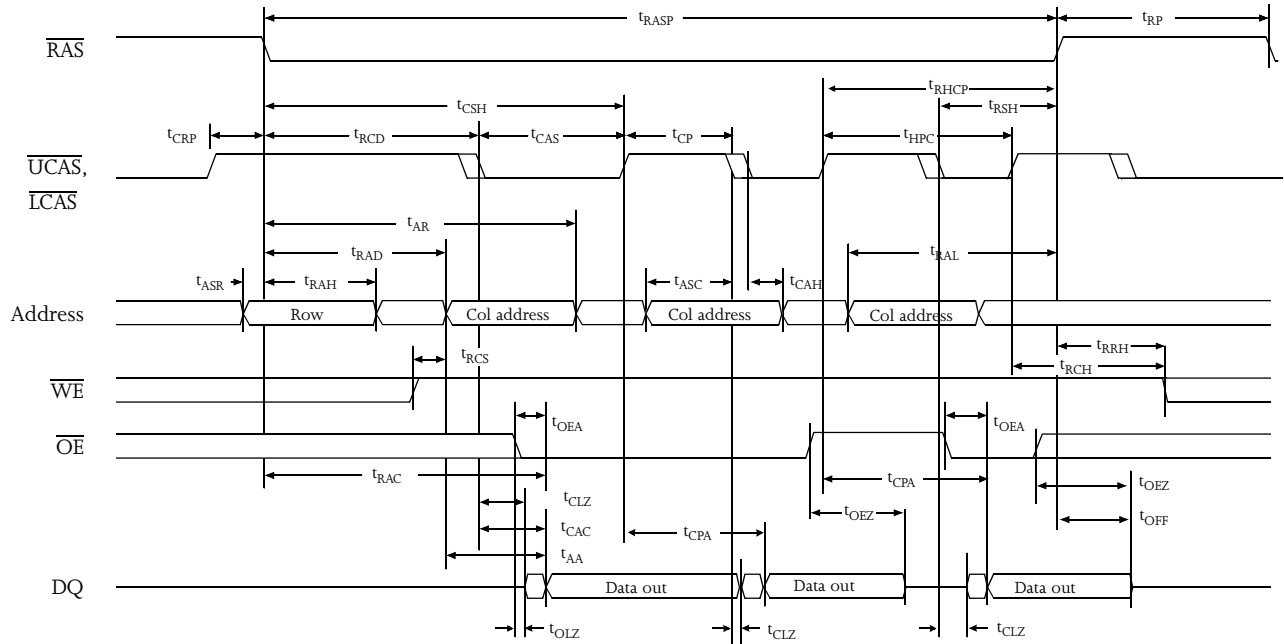 tRASP
tRP
RAS
tRHCP
tCSH
tRSH
tCRP
tRCD
tCAS
tCP
tHPC
UCAS,
LCAS
tAR
tRAD
tRAL
tASR
tRAH
tASC
tCAH
Address
Row
Col address
Col address
Col address
tRCS
tRRH
tRCH
WE
tOEA
tOEA
OE
tRAC
tCPA
tCLZ
tOEZ
tOEZ
tCAC
tCPA
tOFF
tAA
DQ
Data out
Data out
Data out
tOLZ
tCLZ
tCLZ